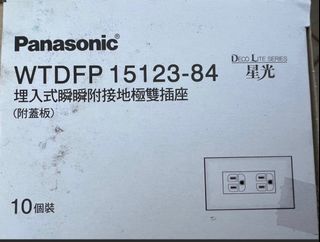 Panasonic
DECO LITE SERIES
WTDFP 15123-84
星光
埋入式瞬瞬附接地極雙插座
(附蓋板)
10個裝